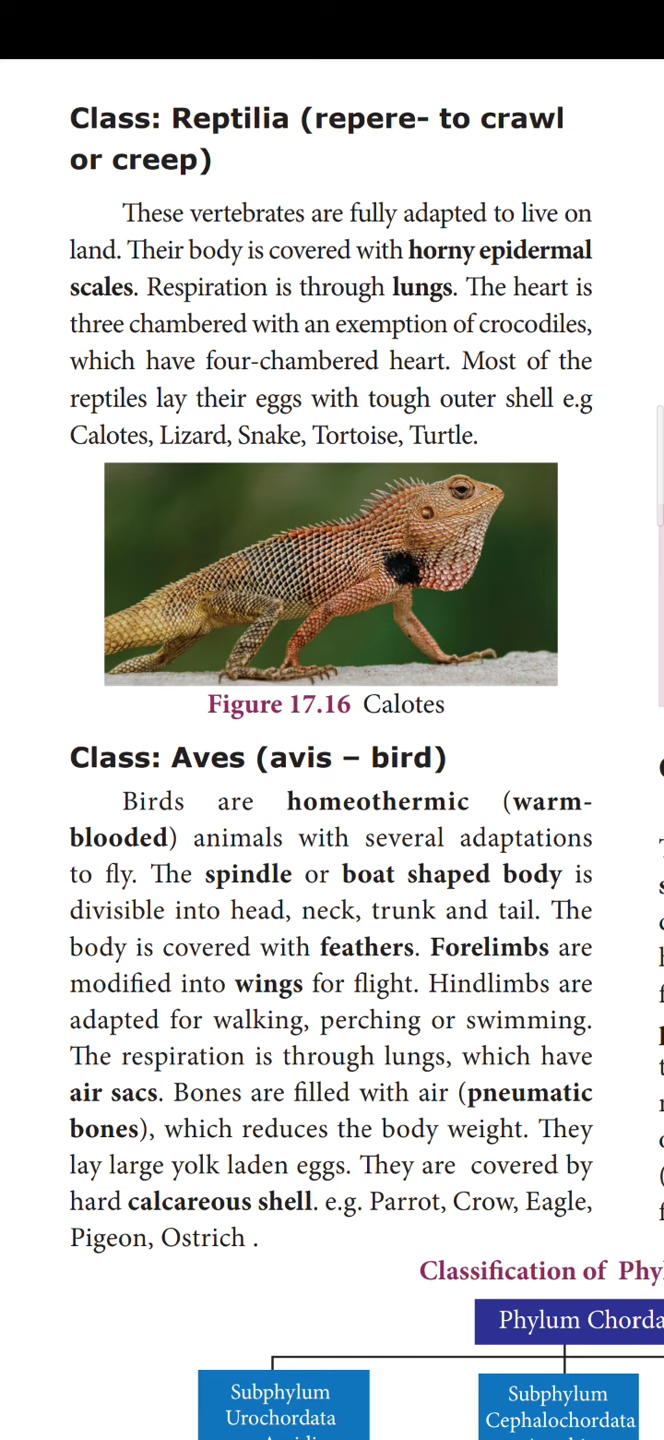 Class: Reptilia (repere- to crawl
or creep)
These vertebrates are fully adapted to live on
land. Their body is covered with horny epidermal
scales. Respiration is through lungs. The heart is
three chambered with an exemption of crocodiles,
which have four-chambered heart. Most of the
reptiles lay their eggs with tough outer shell e.g
Calotes, Lizard, Snake, Tortoise, Turtle.
Figure 17.16 Calotes
Class: Aves (avis – bird)
Birds are homeothermic (warm-
blooded) animals with several adaptations
to fly. The spindle or boat shaped body is
divisible into head, neck, trunk and tail. The
body is covered with feathers. Forelimbs are
modified into wings for flight. Hindlimbs are
adapted for walking, perching or swimming.
The respiration is through lungs, which have
air sacs. Bones are filled with air (pneumatic
bones), which reduces the body weight. They
lay large yolk laden eggs. They are covered by
hard calcareous shell. e.g. Parrot, Crow, Eagle,
Pigeon, Ostrich .
Classification of
Phylum
Subphylum
Urochordata
Subphylum
Cephalochordata